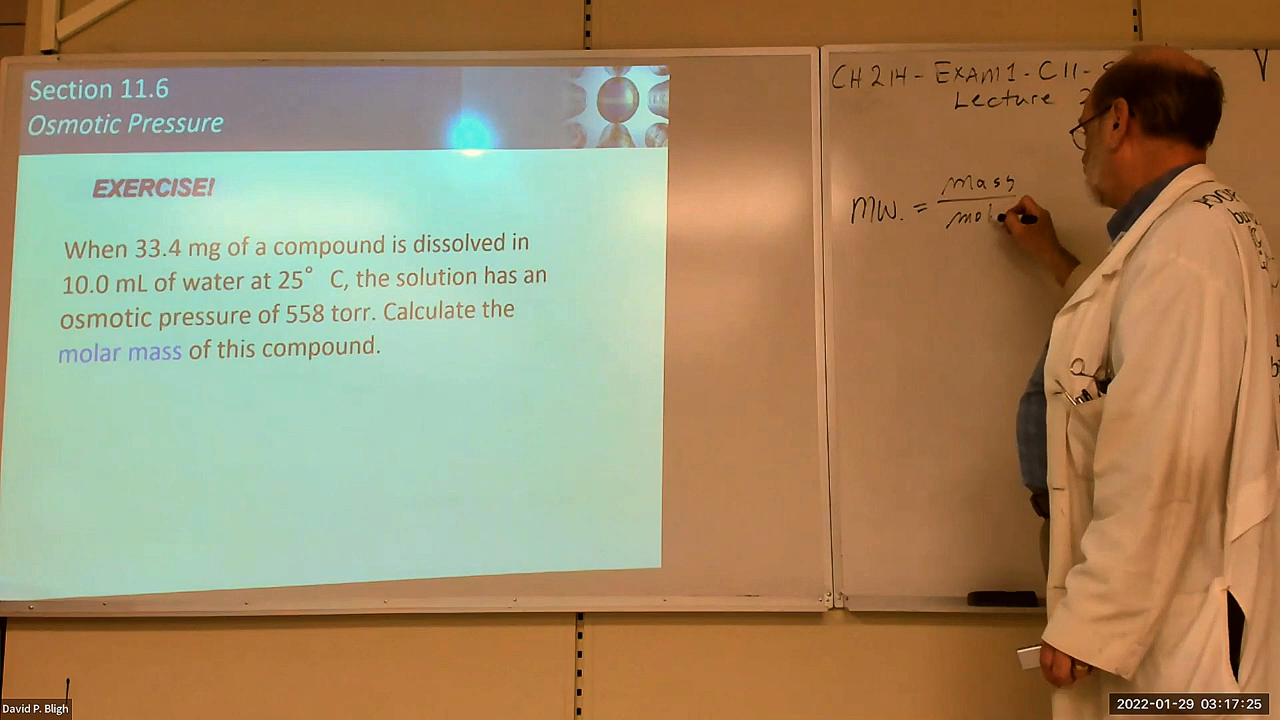 Section 11.6
Osmotic Pressure
EXERCISE!
When 33.4 mg of a compound is dissolved in
10.0 mL of water at 25° C, the solution has an
osmotic pressure of 558 torr. Calculate the
molar mass of this compound.
CH 214 - EXAM 1 - C11 -
Lecture
MW. = mass
mol
David P. Bligh
2022-01-29 03:17:25